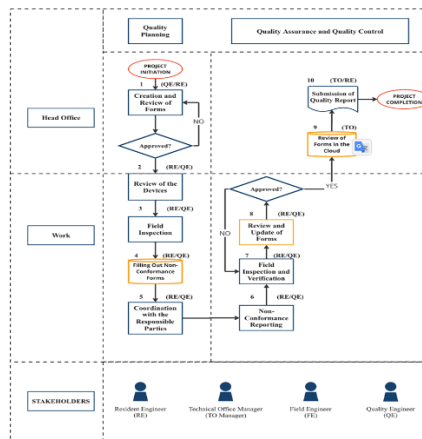 Quality
Planning
Quality Assurance and Quality Control
PROJECT
INITIATION
1 (QE/RE)
Creation and
Review of
Forms
NO
Approved?
2 (RE/QE)
Head Office
10 (TO/RE)
Submission of
Quality Report
PROJECT
COMPLETION
9 (TO)
Review of
Forms in the
Cloud
G
YES
Work
Review of the
Devices
3 (RE/QE)
Field
Inspection
4 (RE/QE)
Filling Out Non-
Conformance
Forms
5 (RE/QE)
Coordination
with the
Responsible
Parties
Approved?
8 (RE/QE)
NO
Review and
Update of
Forms
7 (RE/QE)
Field
Inspection and
Verification
6 (RE/QE)
Non-
Conformance
Reporting
STAKEHOLDERS
Resident Engineer
(RE)
Technical Office Manager
(TO Manager)
Field Engineer
(FE)
Quality Engineer
(QE)